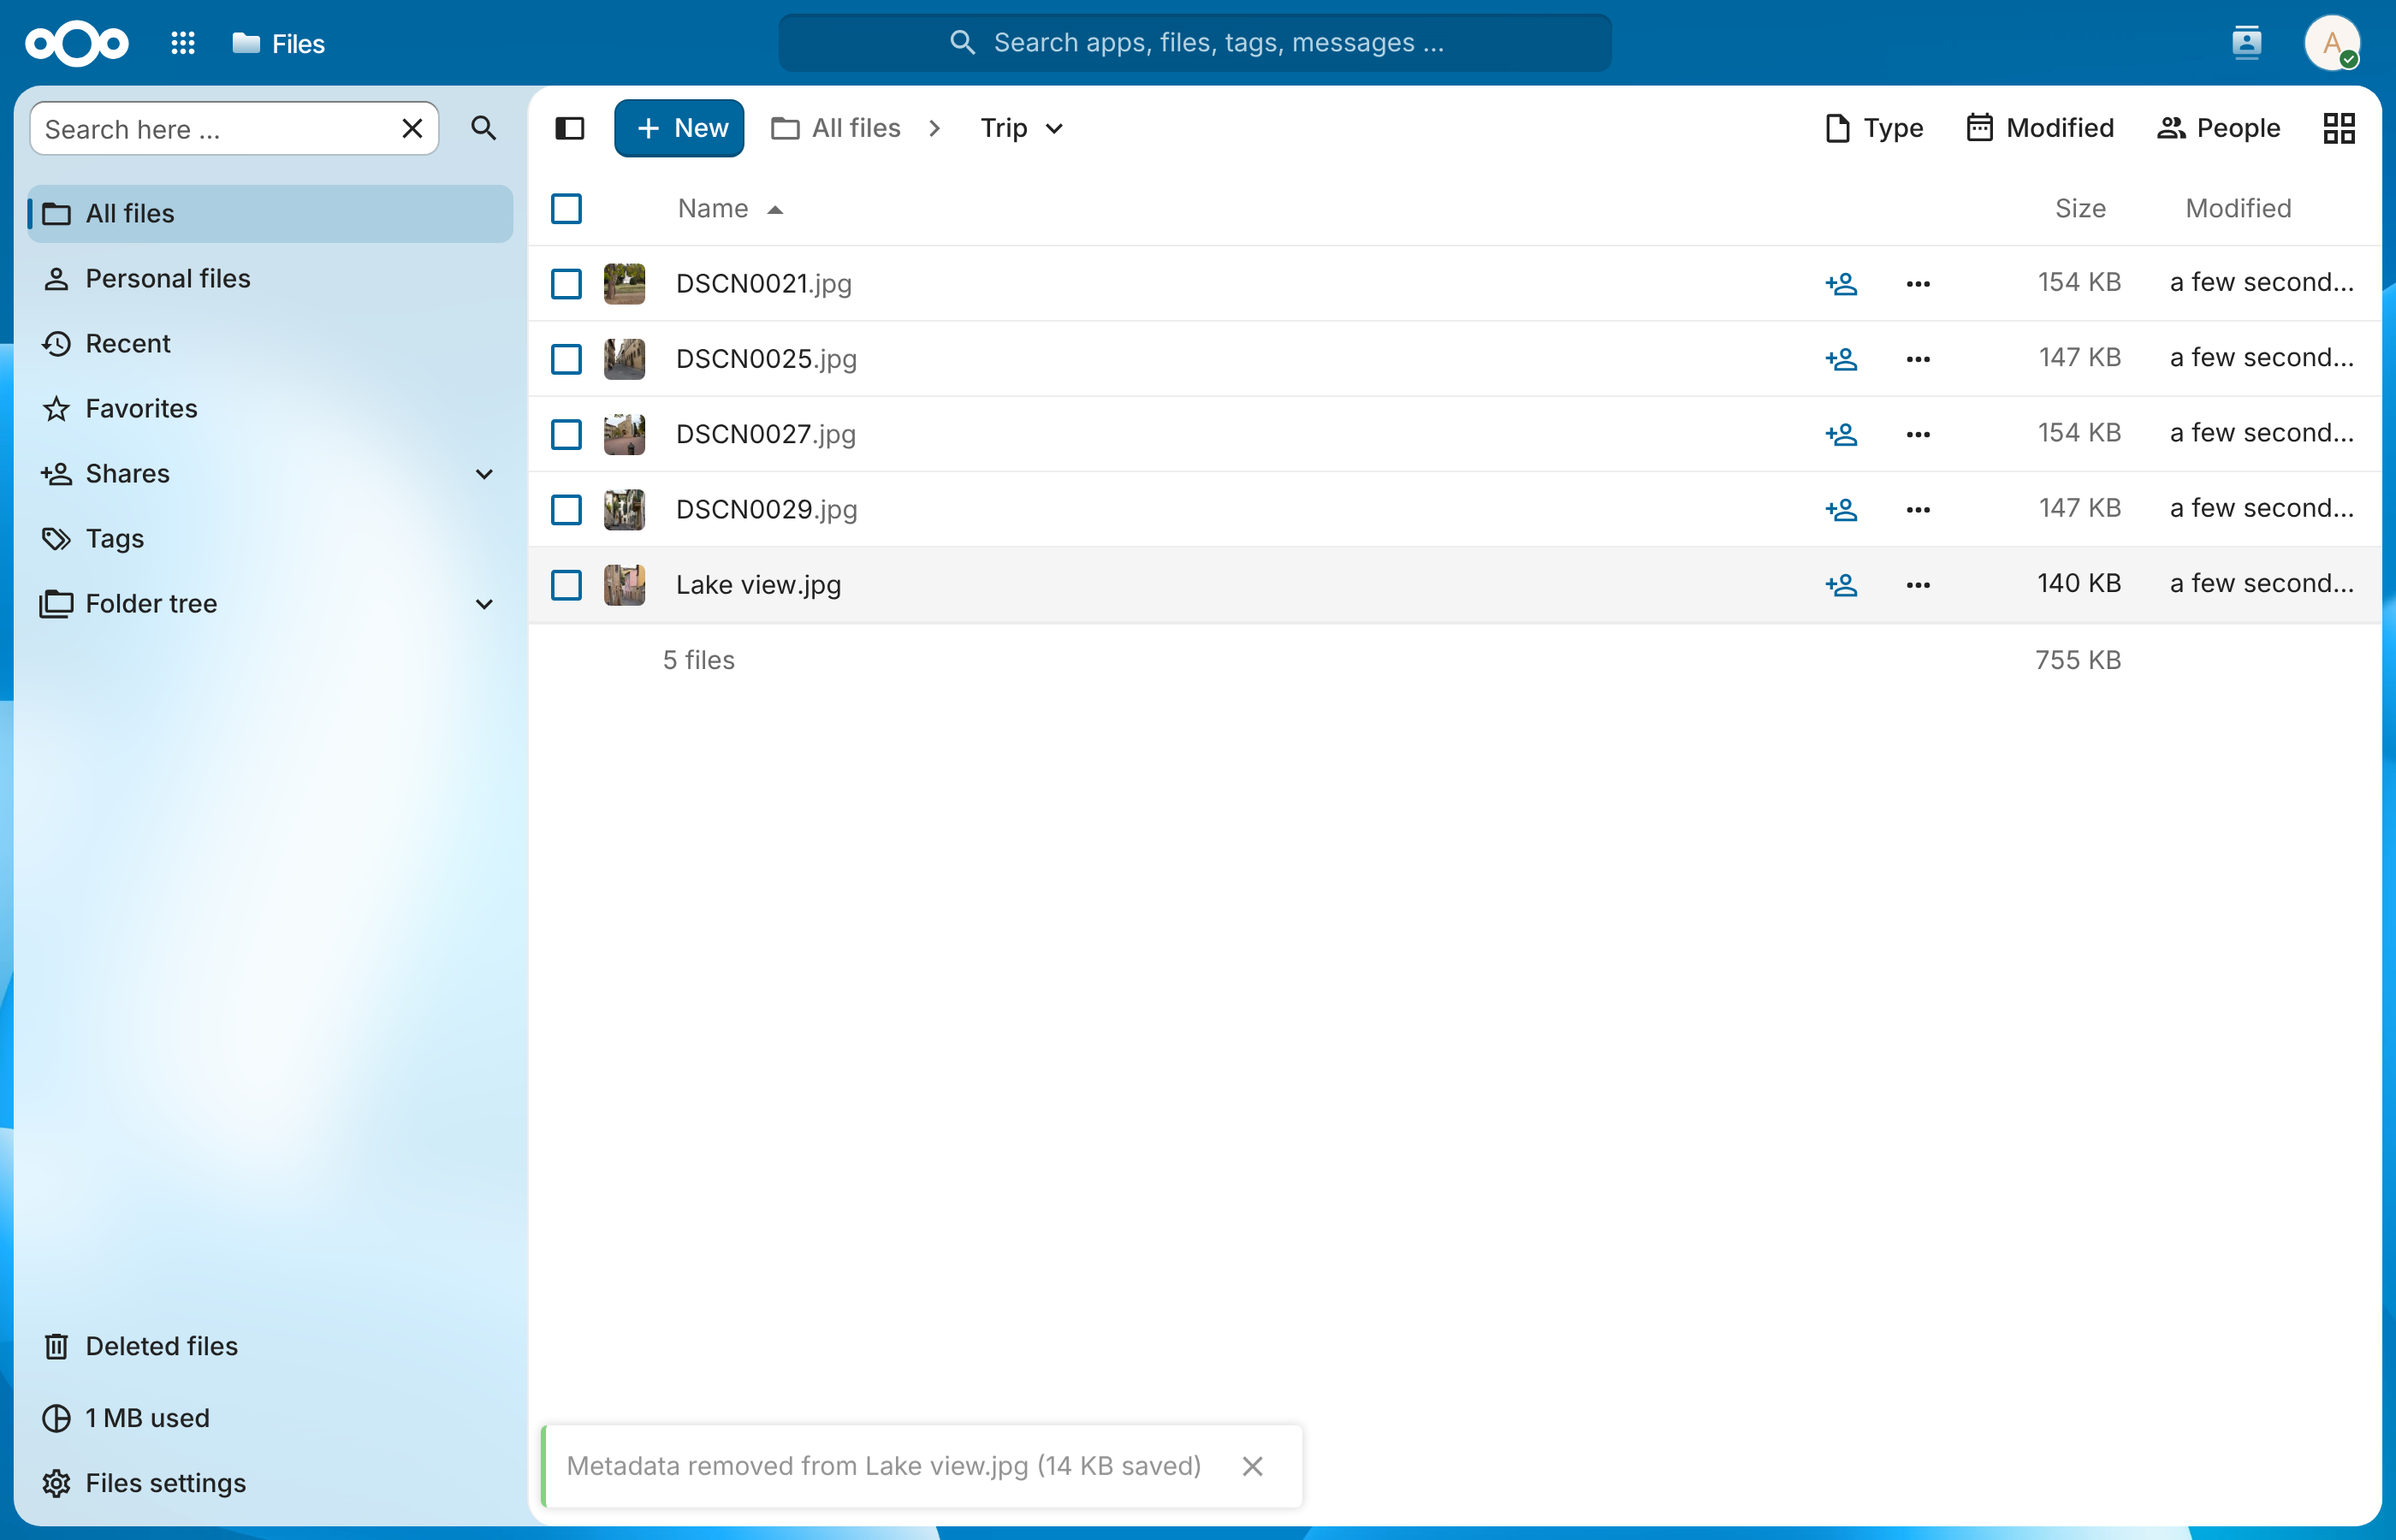 Files
Search apps, files, tags, messages ...
A
Search here ...
New
All files
Trip
Type
Modified
People
All files
Personal files
Recent
Favorites
Shares
Tags
Folder tree
Name
Size
Modified
DSCN0021.jpg
154 KB
a few second...
DSCN0025.jpg
147 KB
a few second...
DSCN0027.jpg
154 KB
a few second...
DSCN0029.jpg
147 KB
a few second...
Lake view.jpg
140 KB
a few second...
5 files
755 KB
Deleted files
1 MB used
Files settings
Metadata removed from Lake view.jpg (14 KB saved)